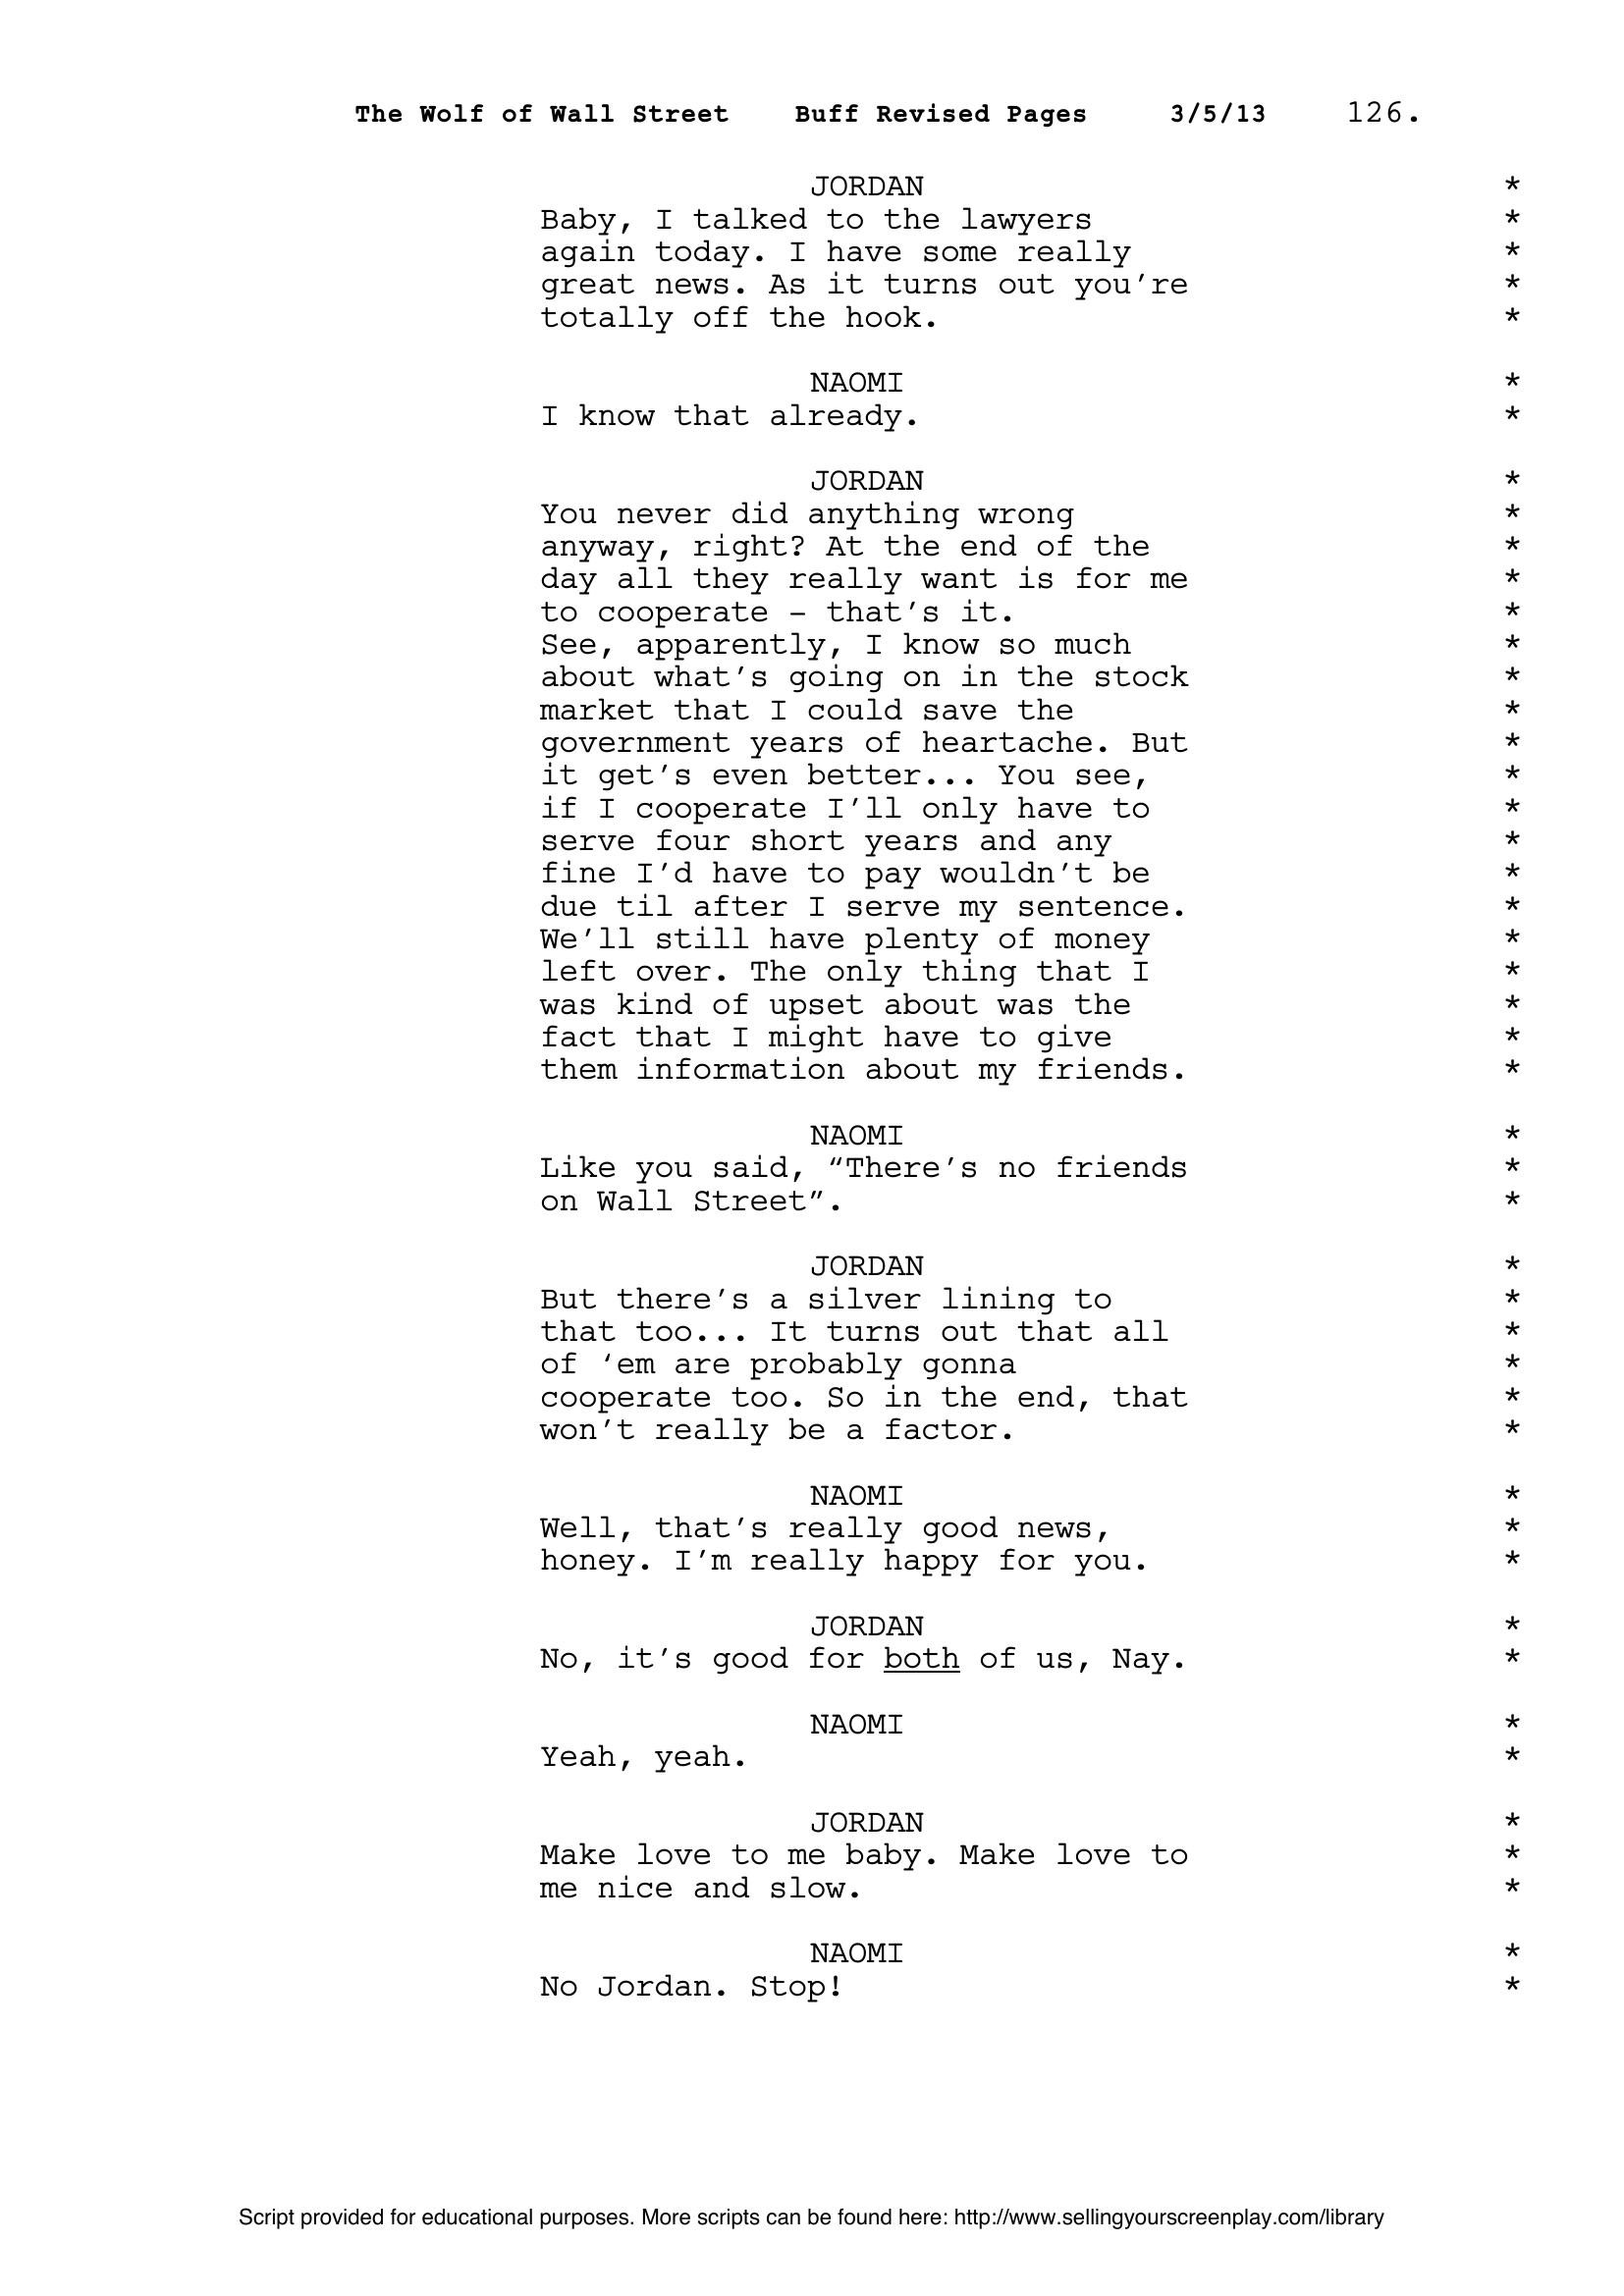 The Wolf of Wall Street    Buff Revised Pages    3/5/13    126.
JORDAN *
Baby, I talked to the lawyers *
again today. I have some really *
great news. As it turns out you’re *
totally off the hook. *
NAOMI *
I know that already. *
JORDAN *
You never did anything wrong *
anyway, right? At the end of the *
day all they really want is for me *
to cooperate – that’s it. *
See, apparently, I know so much *
about what’s going on in the stock *
market that I could save the *
government years of heartache. But *
it get’s even better... You see, *
if I cooperate I’ll only have to *
serve four short years and any *
fine I’d have to pay wouldn’t be *
due til after I serve my sentence. *
We’ll still have plenty of money *
left over. The only thing that I *
was kind of upset about was the *
fact that I might have to give *
them information about my friends. *
NAOMI *
Like you said, “There’s no friends *
on Wall Street”. *
JORDAN *
But there’s a silver lining to *
that too... It turns out that all *
of ‘em are probably gonna *
cooperate too. So in the end, that *
won’t really be a factor. *
NAOMI *
Well, that’s really good news, *
honey. I’m really happy for you. *
JORDAN *
No, it’s good for both of us, Nay. *
NAOMI *
Yeah, yeah. *
JORDAN *
Make love to me baby. Make love to *
me nice and slow. *
NAOMI *
No Jordan. Stop! *
Script provided for educational purposes. More scripts can be found here: http://www.sellingyourscreenplay.com/library